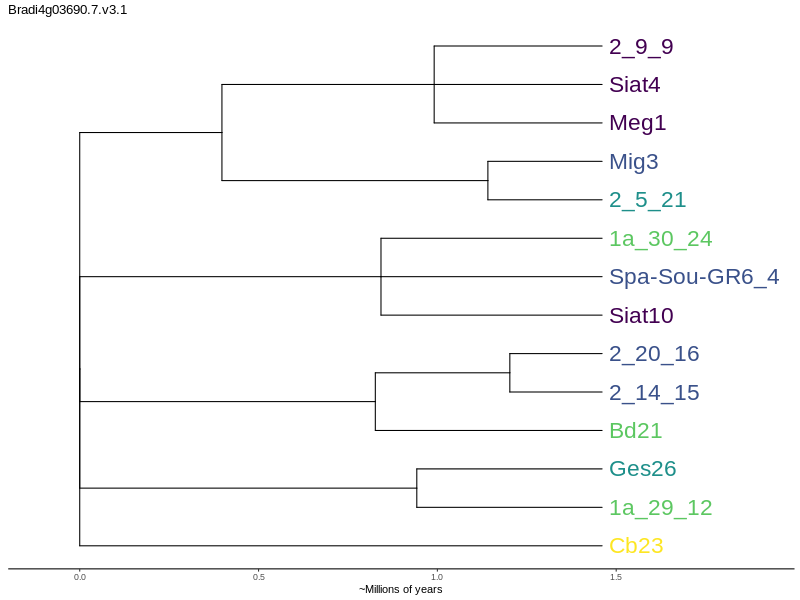 Bradi4g03690.7.v3.1
2_9_9
Siat4
Meg1
Mig3
2_5_21
1a_30_24
Spa-Sou-GR6_4
Siat10
2_20_16
2_14_15
Bd21
Ges26
1a_29_12
Cb23
0.0 0.5 1.0 1.5
~Millions of years